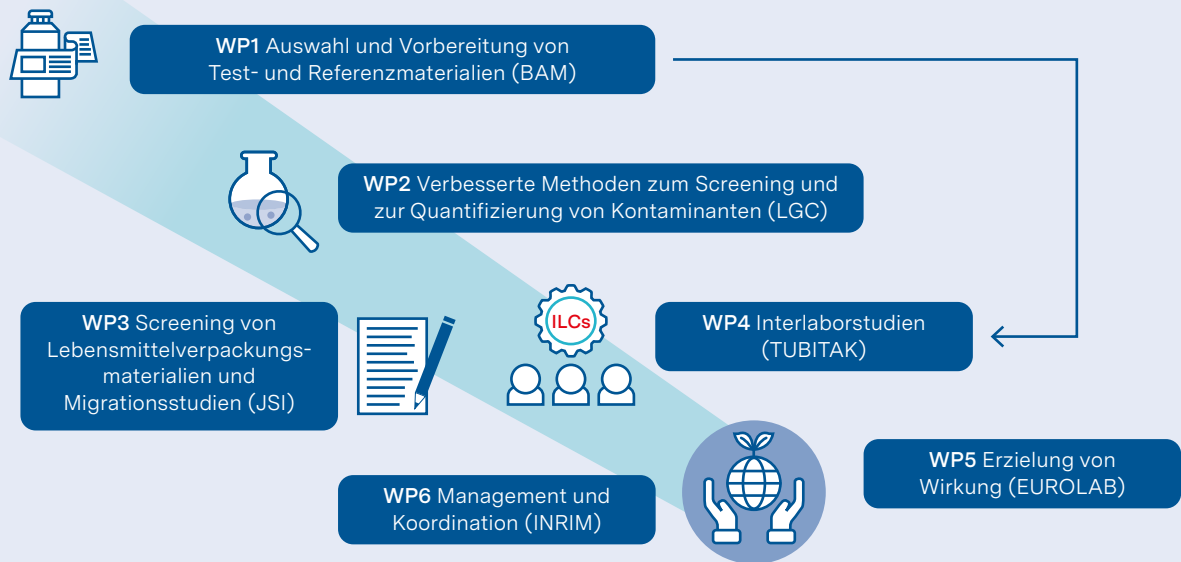 WP1 Auswahl und Vorbereitung von
Test- und Referenzmaterialien (BAM)
WP2 Verbesserte Methoden zum Screening und
zur Quantifizierung von Kontaminanten (LGC)
WP3 Screening von
Lebensmittelverpackungs-
materialien und
Migrationsstudien (JSI)
ILCs
WP4 Interlaborstudien
(TUBITAK)
WP5 Erzielung von
Wirkung (EUROLAB)
WP6 Management und
Koordination (INRIM)